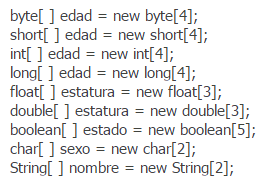 byte[ ] edad = new byte[4];
short[ ] edad = new short[4];
int[ ] edad = new int[4];
long[ ] edad = new long[4];
float[ ] estatura = new float[3];
double[ ] estatura = new double[3];
boolean[ ] estado = new boolean[5];
char[ ] sexo = new char[2];
String[ ] nombre = new String[2];